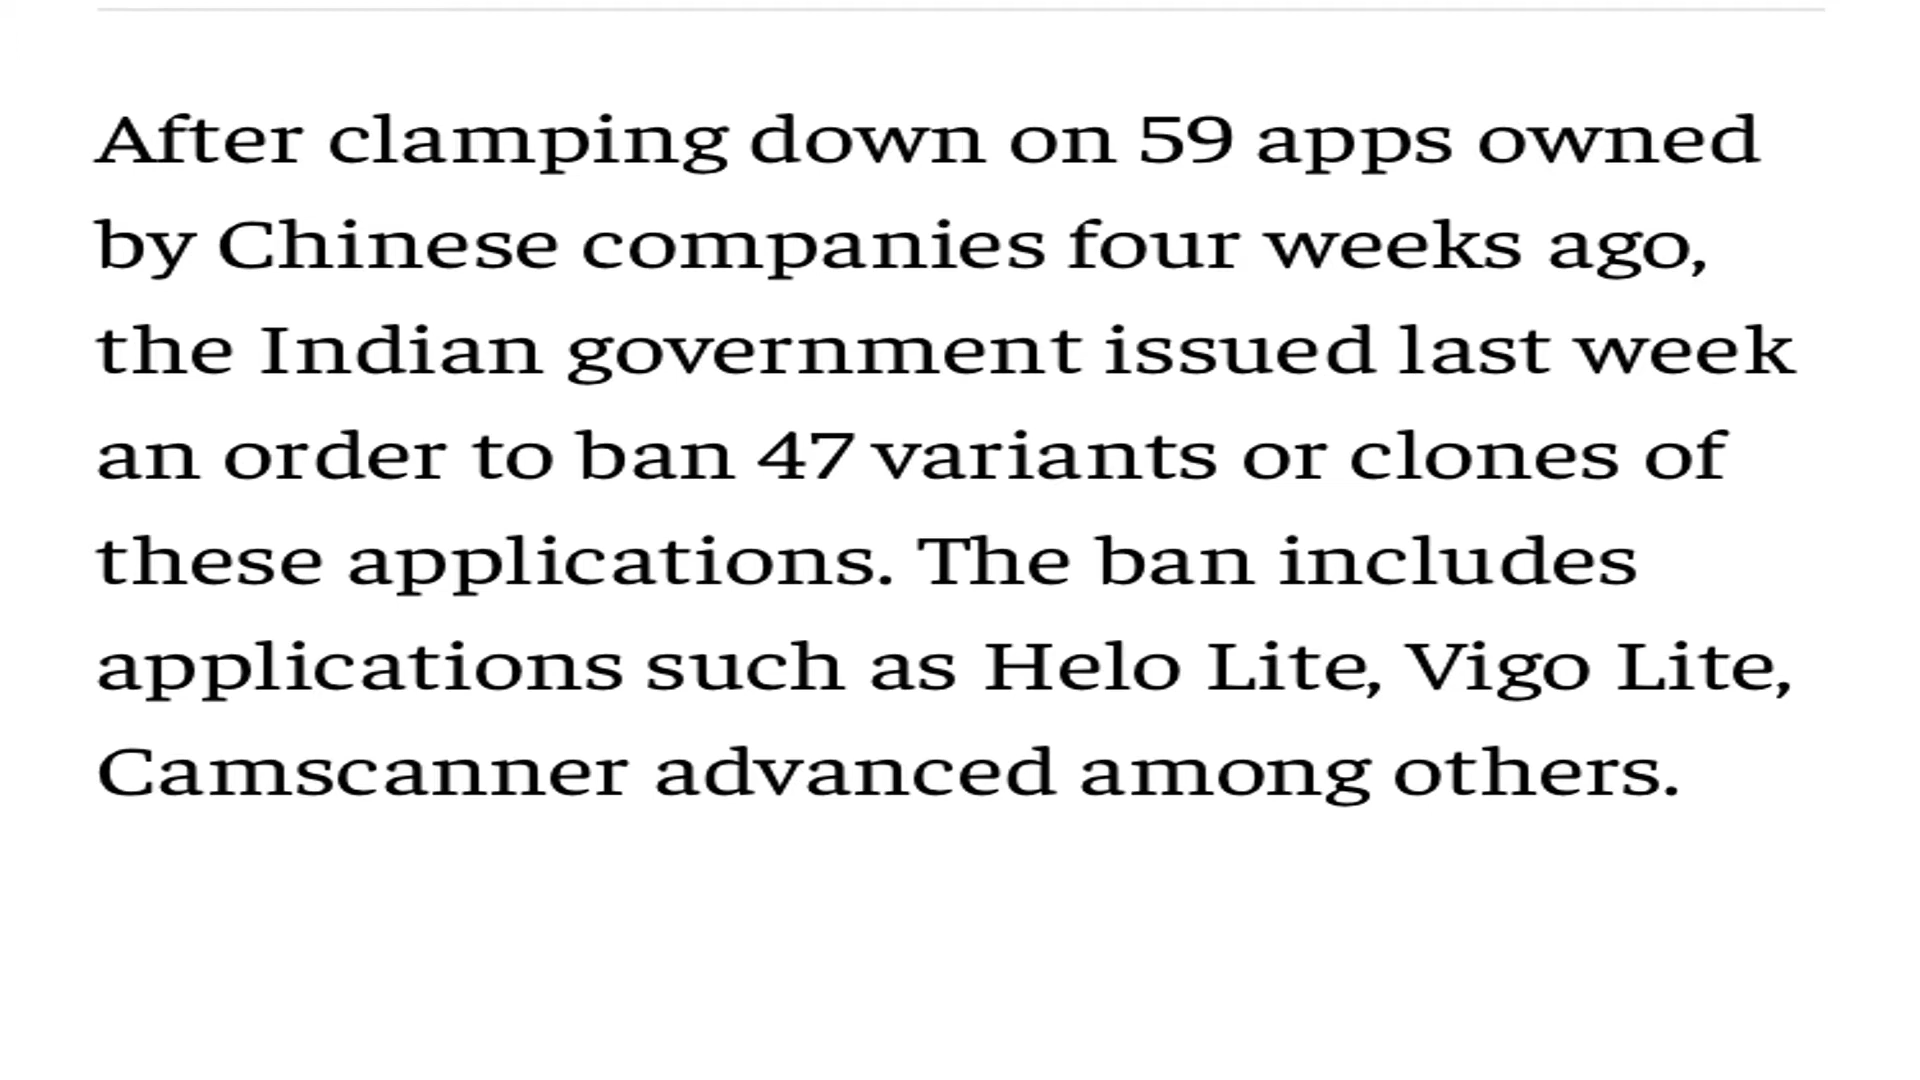 After clamping down on 59 apps owned
by Chinese companies four weeks ago,
the Indian government issued last week
an order to ban 47 variants or clones of
these applications. The ban includes
applications such as Helo Lite, Vigo Lite,
Camscanner advanced among others.